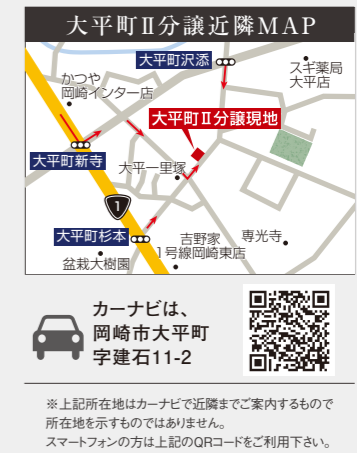 大平町Ⅱ分譲近隣MAP
大平町沢添
スギ薬局
大平店
かつや
岡崎インター店
大平町Ⅱ分譲現地
大平町新寺
大平一里塚
1
大平町杉本
吉野家
1号線岡崎東店
専光寺
盆栽大樹園
カーナビは、
岡崎市大平町
字建石11-2
※上記所在地はカーナビで近隣までご案内するもので
所在地を示すものではありません。
スマートフォンの方は上記のQRコードをご利用下さい。